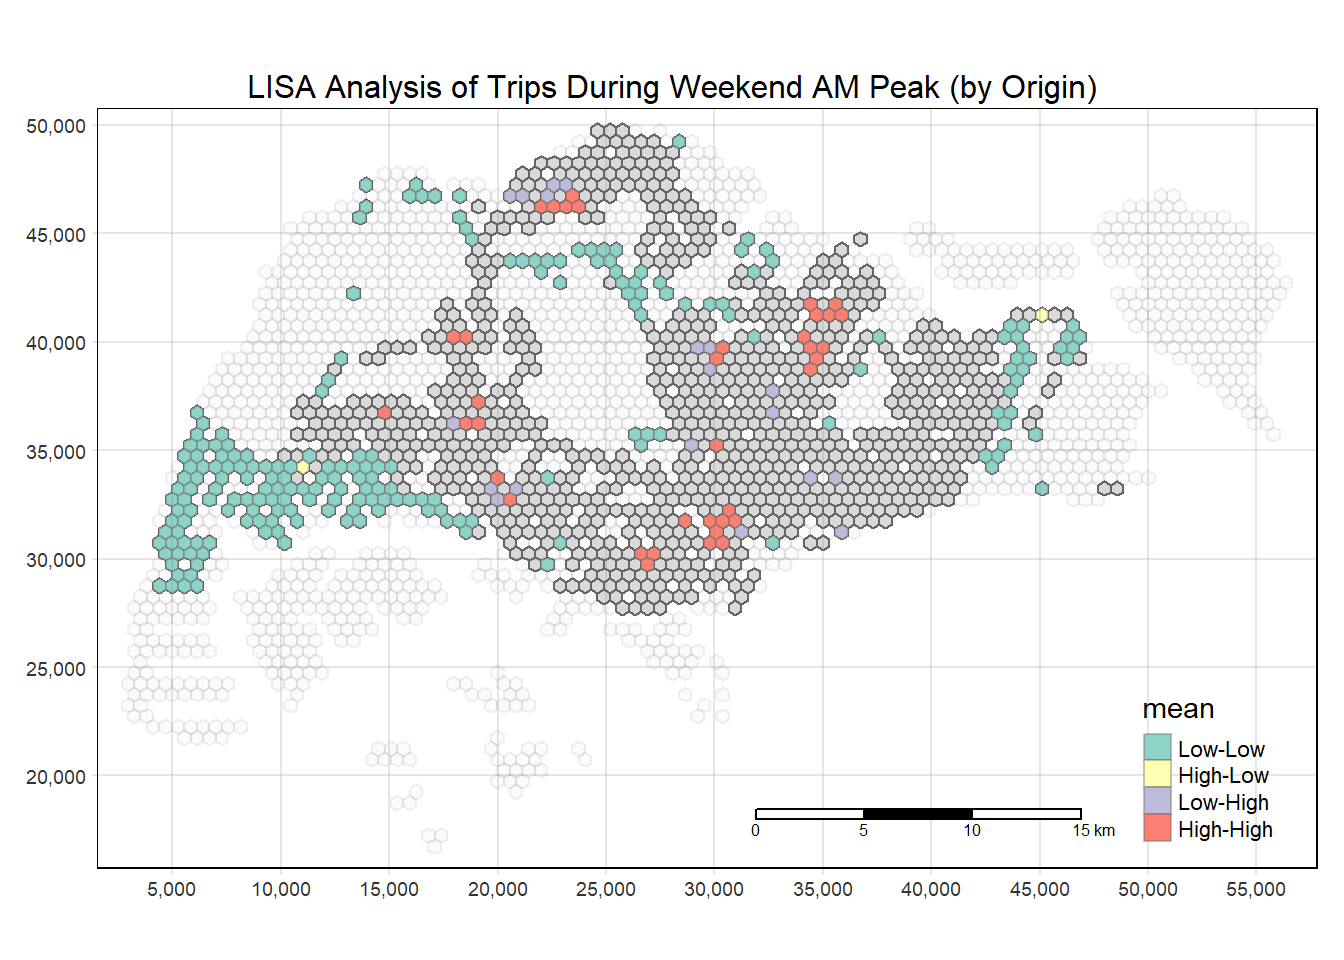 LISA Analysis of Trips During Weekend AM Peak (by Origin)
50,000
45,000
40,000
35,000
30,000
25,000
20,000
mean
Low-Low
High-Low
Low-High
High-High
0 5 10 15 km
5,000 10,000 15,000 20,000 25,000 30,000 35,000 40,000 45,000 50,000 55,000